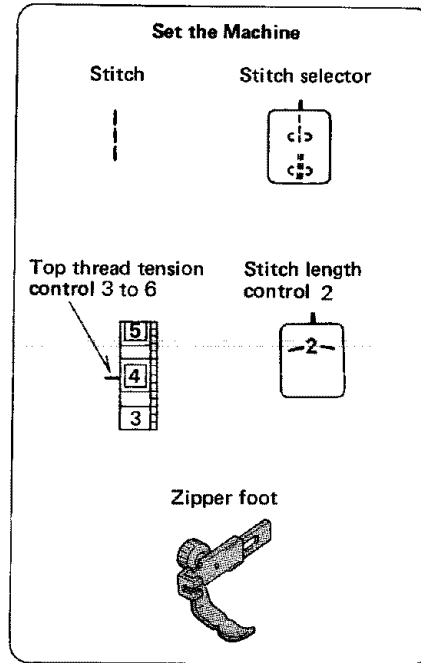 Set the Machine
Stitch
Stitch selector
Top thread tension
control 3 to 6
Stitch length
control 2
5
4
3
-2-
Zipper foot